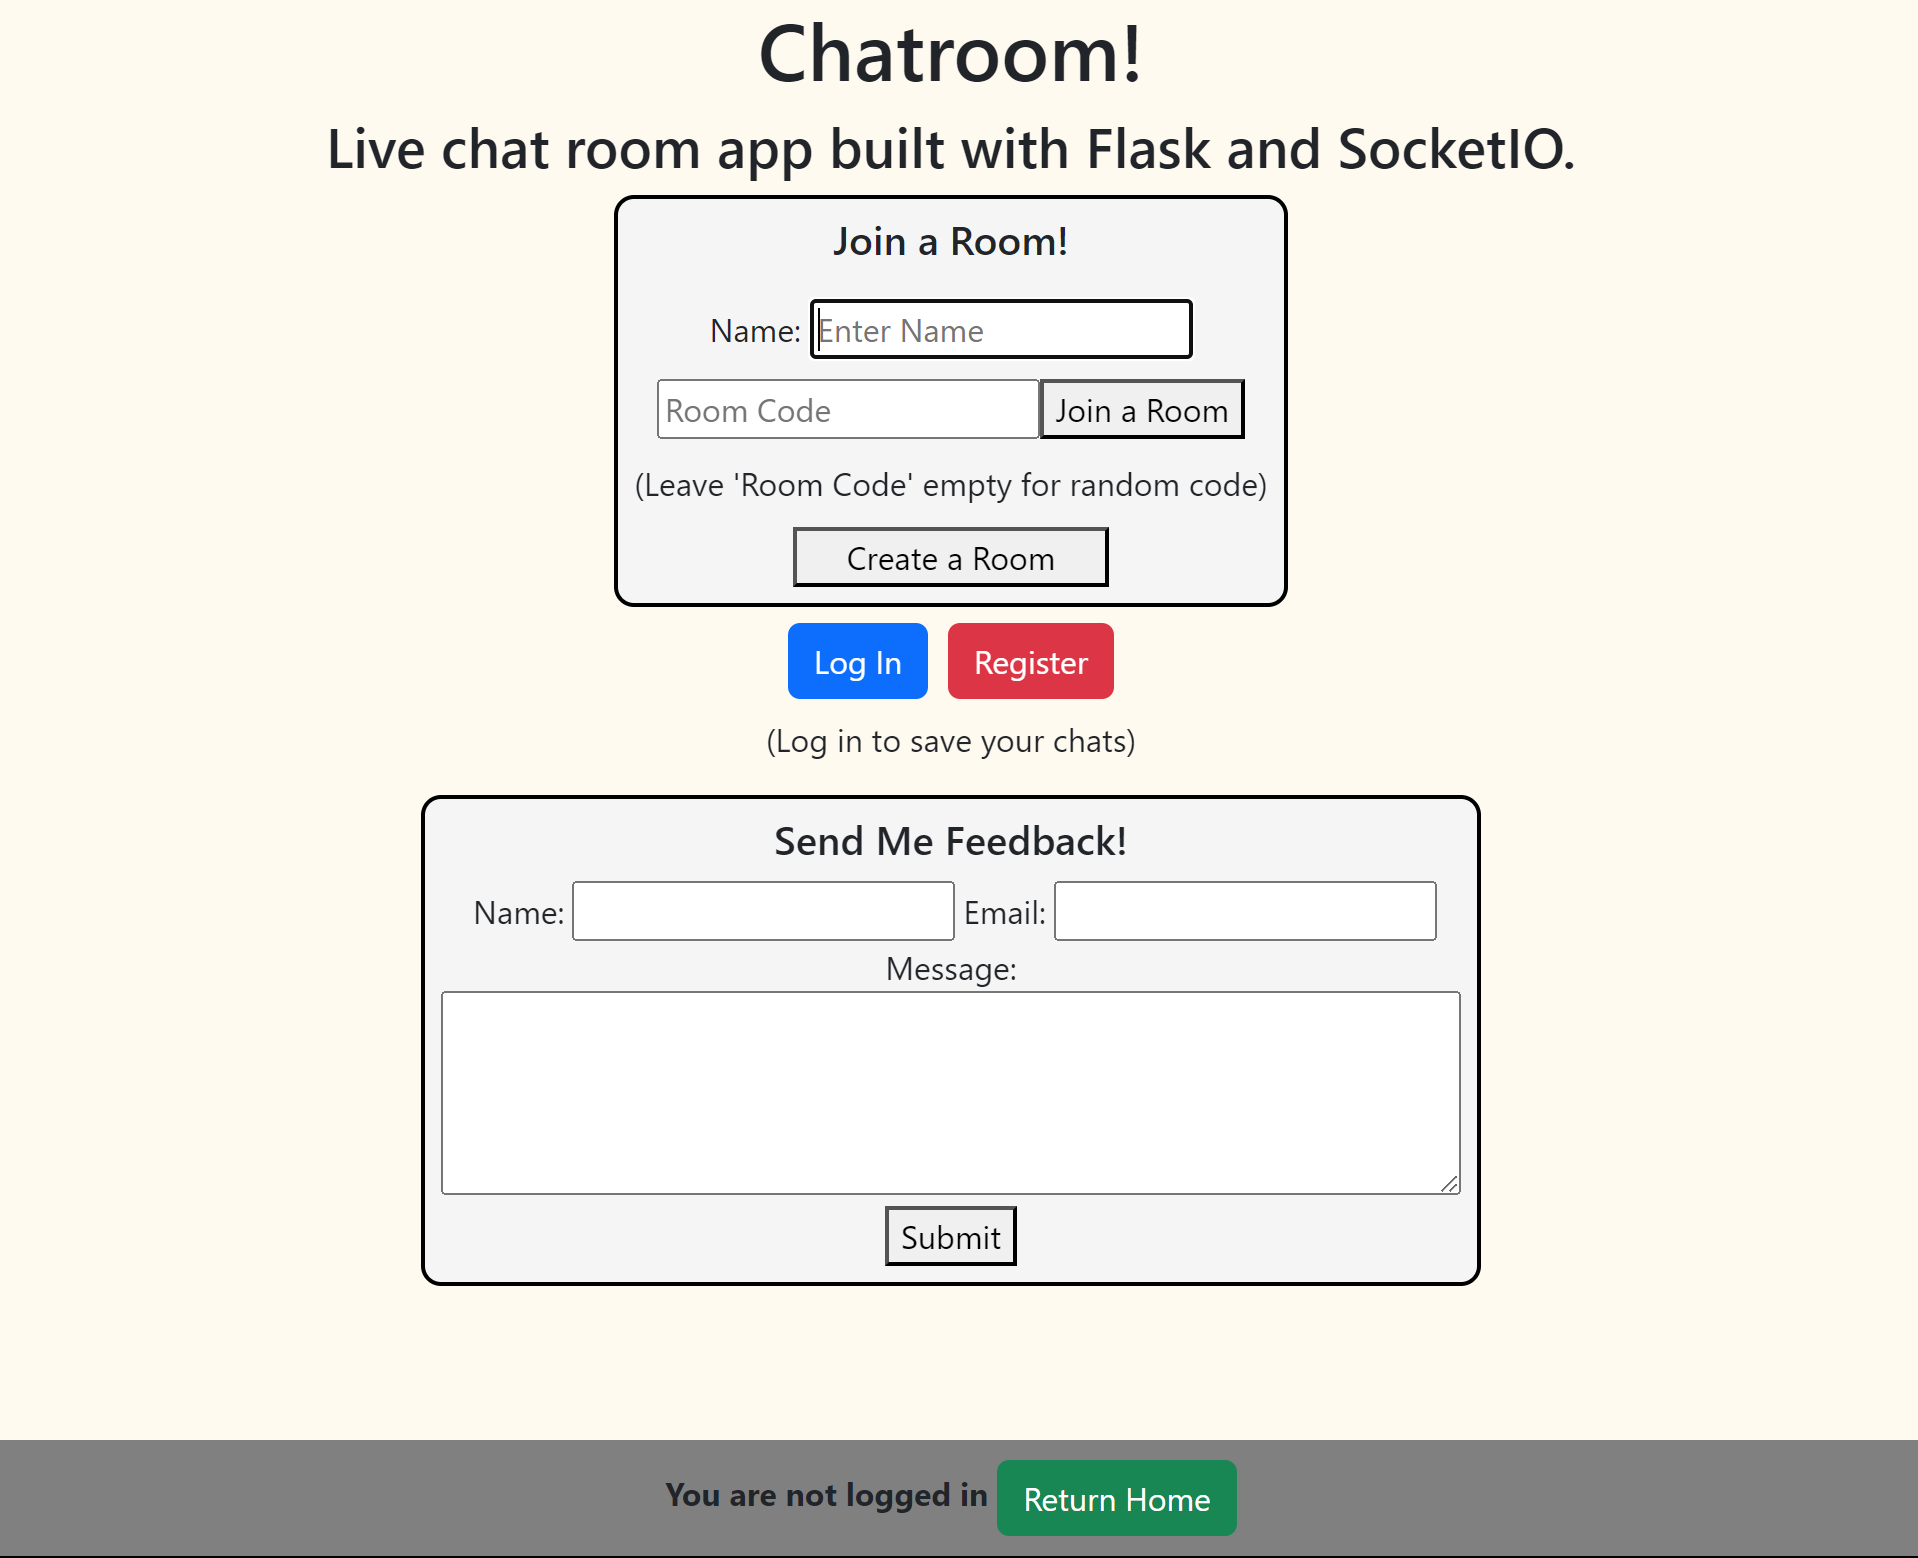 Chatroom!
Live chat room app built with Flask and SocketIO.
Join a Room!
Name: Enter Name
Room Code Join a Room
(Leave 'Room Code' empty for random code)
Create a Room
Log In Register
(Log in to save your chats)
Send Me Feedback!
Name: Email:
Message:
Submit
You are not logged in Return Home